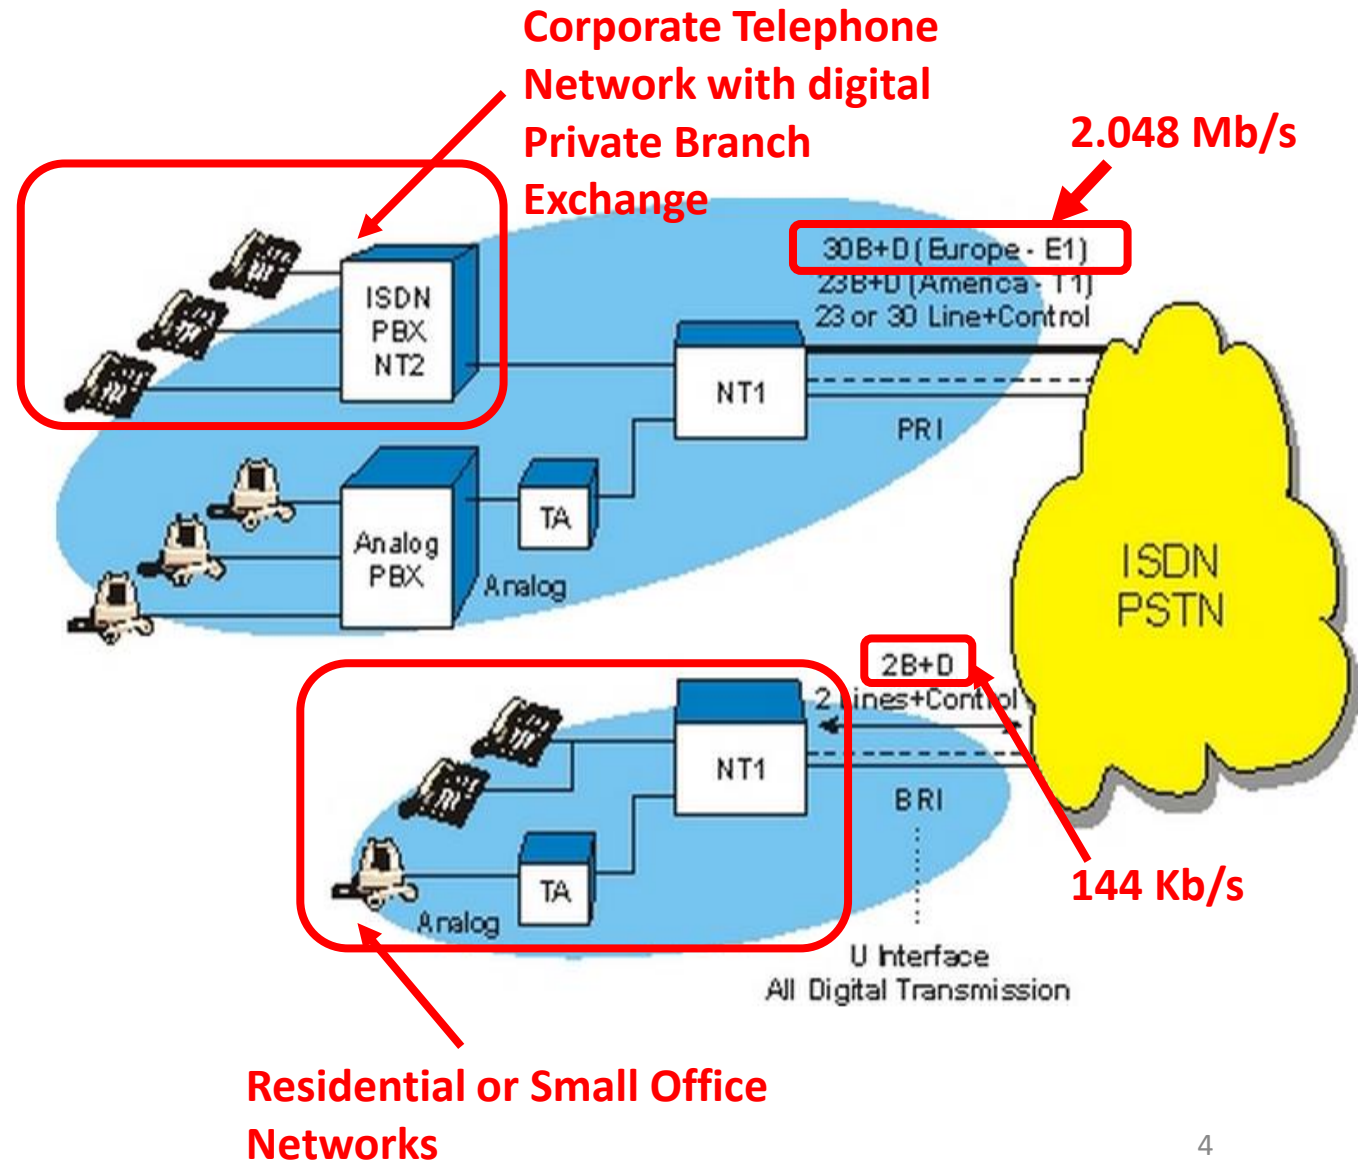 Corporate Telephone
Network with digital
Private Branch
Exchange
2.048 Mb/s
30B+D (Europe - E1)
23B+D (America - T1)
23 or 30 Line+Control
ISDN
PBX
NT2
NT1
PRI
TA
Analog
PBX
Analog
ISDN
PSTN
2B+D
2 Lines+Control
NT1
BRI
TA
Analog
144 Kb/s
U Interface
All Digital Transmission
Residential or Small Office
Networks
4